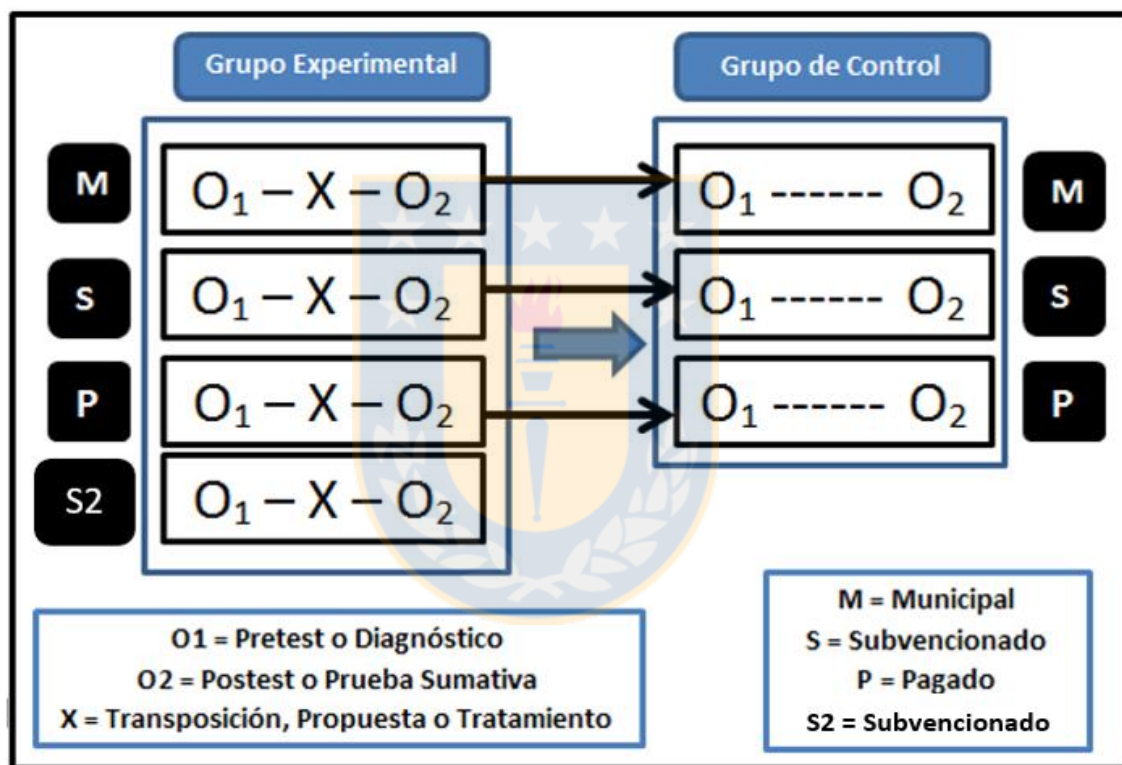 Grupo Experimental
Grupo de Control
M
O₁ – X – O₂
O₁ ------ O₂
M
S
O₁ – X – O₂
O₁ ------ O₂
S
P
O₁ – X – O₂
O₁ ------ O₂
P
S2
O₁ – X – O₂
O1 = Pretest o Diagnóstico
O2 = Postest o Prueba Sumativa
X = Transposición, Propuesta o Tratamiento
M = Municipal
S = Subvencionado
P = Pagado
S2 = Subvencionado